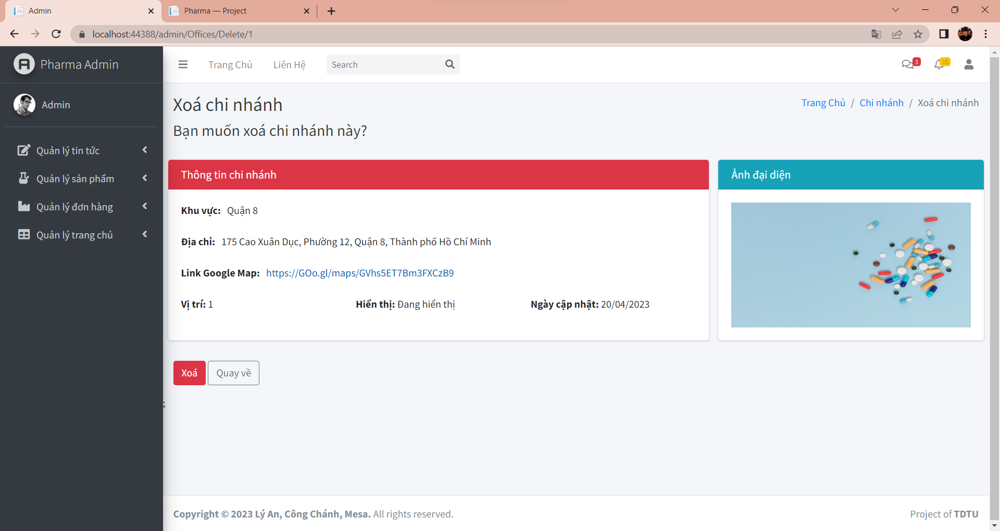 Admin
Pharma — Project
localhost:44388/admin/Offices/Delete/1
Pharma Admin
Trang Chủ
Liên Hệ
Search
3
15
Admin
Xoá chi nhánh
Trang Chủ / Chi nhánh / Xoá chi nhánh
Bạn muốn xoá chi nhánh này?
Quản lý tin tức
Quản lý sản phẩm
Quản lý đơn hàng
Quản lý trang chủ
Thông tin chi nhánh
Khu vực: Quận 8
Địa chỉ: 175 Cao Xuân Dục, Phường 12, Quận 8, Thành phố Hồ Chí Minh
Link Google Map: https://GOo.gl/maps/GVhs5ET7Bm3FXCzB9
Vị trí: 1
Hiển thị: Đang hiển thị
Ngày cập nhật: 20/04/2023
Ảnh đại diện
Xoá
Quay về
;
Copyright © 2023 Lý An, Công Chánh, Mesa. All rights reserved.
Project of TDTU